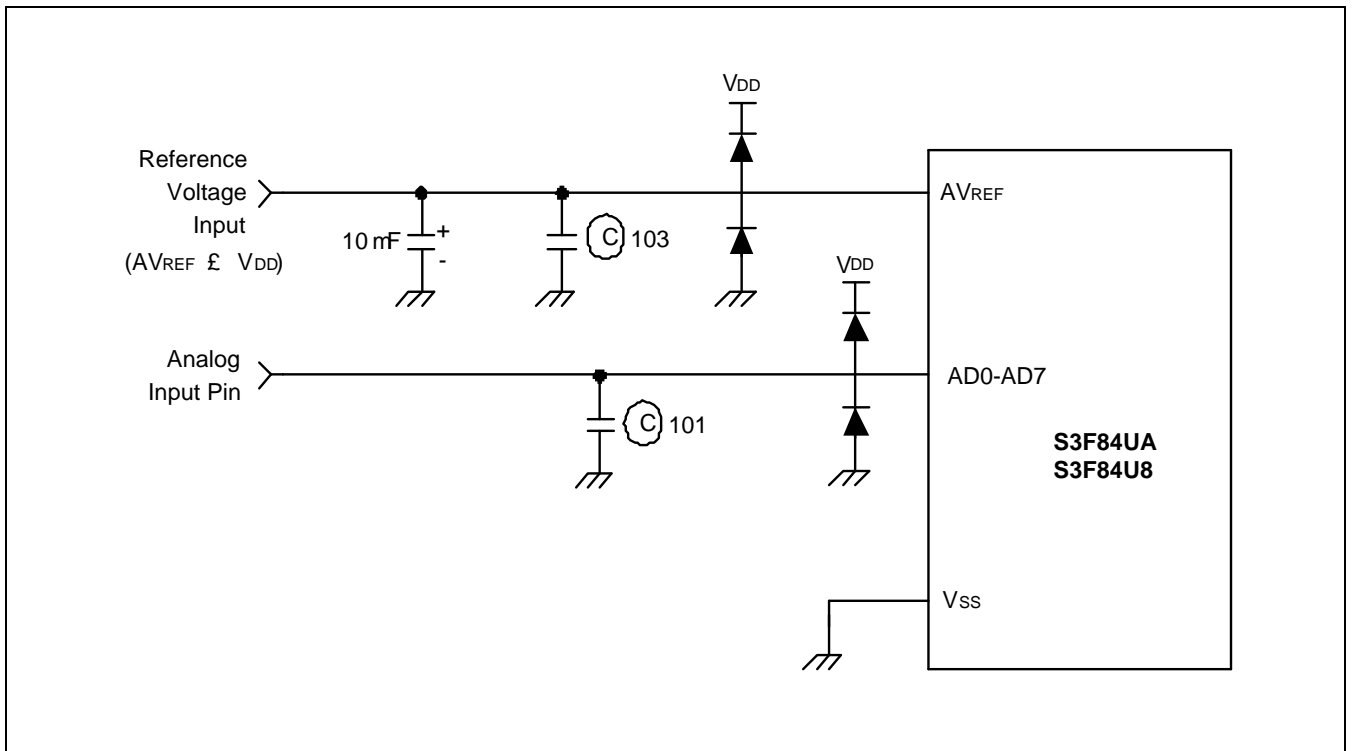 VDD
Reference
Voltage
Input
(AVREF £ VDD)
AVREF
10 mF
+
-
C 103
VDD
Analog
Input Pin
AD0-AD7
C 101
S3F84UA
S3F84U8
VSS